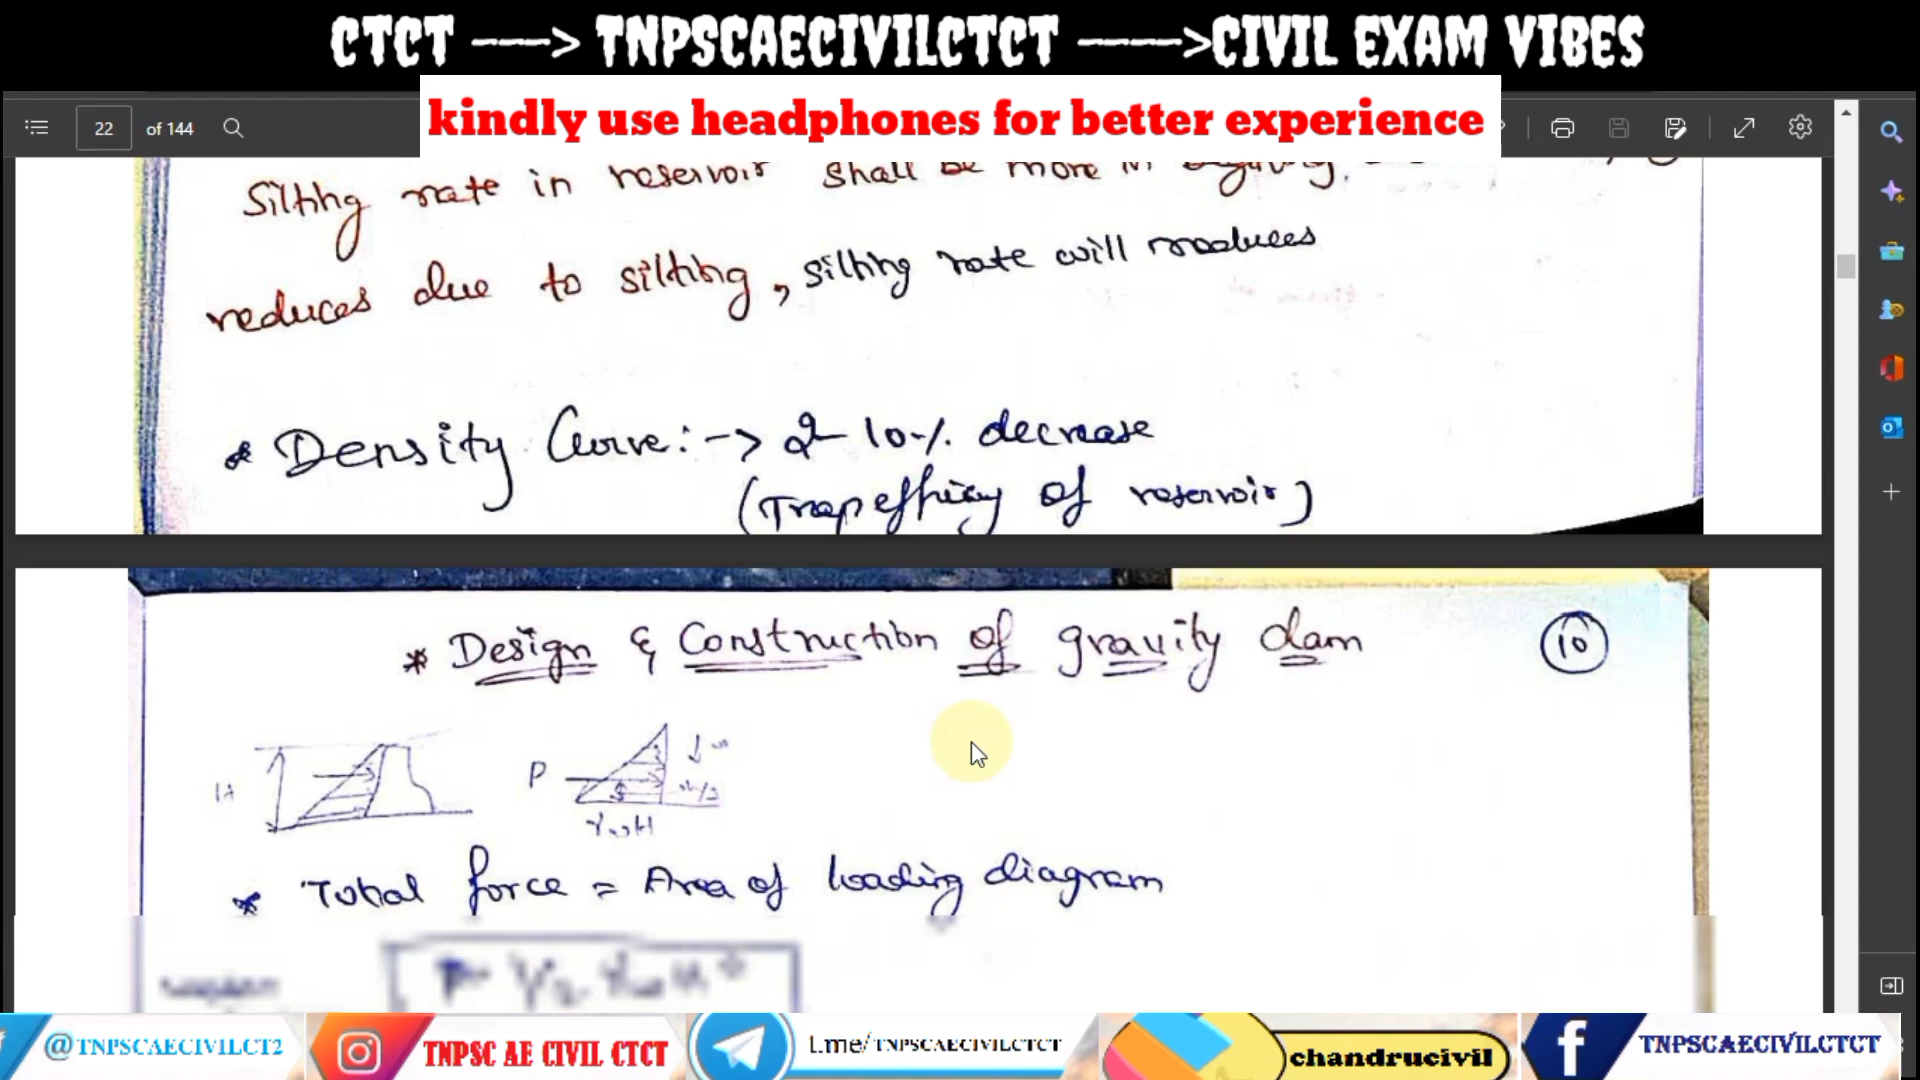 CTCT ---> TNPSCAECIVILCTCT ---->CIVIL EXAM VIBES
kindly use headphones for better experience
22 of 144
Silting rate in reservoir shall be more in
reduces due to silting, silting rate will reduces
* Density Curve: -> 2-10% decrease
(Trap efficiy of reservoir)
* Design & Construction of gravity dam
10
H
P
γwH
* Total force = Area of loading diagram
@TNPSCAECIVILCT2
TNPSC AE CIVIL CTCT
t.me/TNPSCAECIVILCTCT
chandrucivil
TNPSCAECIVILCTCT